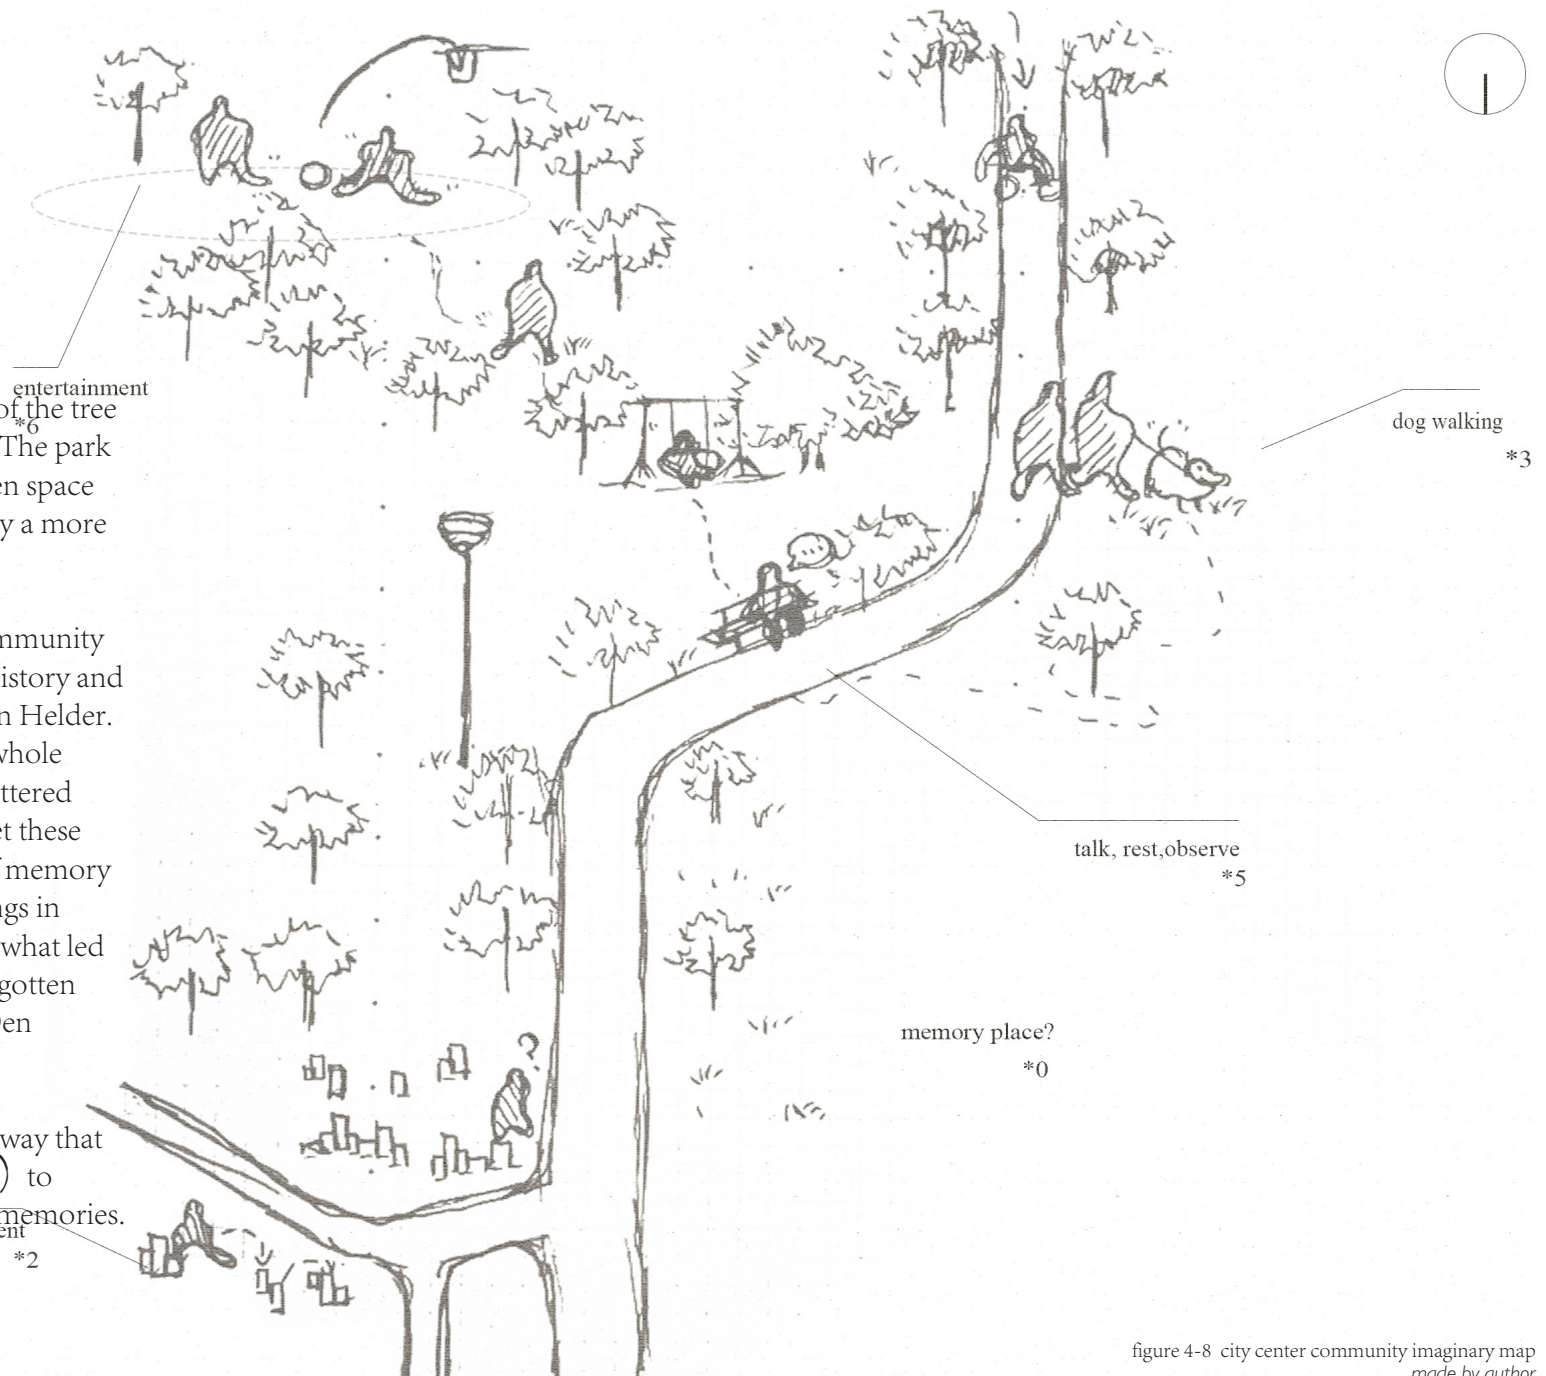 entertainment
*6
of the tree
The park
en space
y a more
mmunity
istory and
n Helder.
whole
ttered
et these
f memory
ngs in
what led
gotten
en
way that
) to
memories.
ent
*2
dog walking
*3
talk, rest,observe
*5
memory place?
*0
?
figure 4-8 city center community imaginary map
made by author